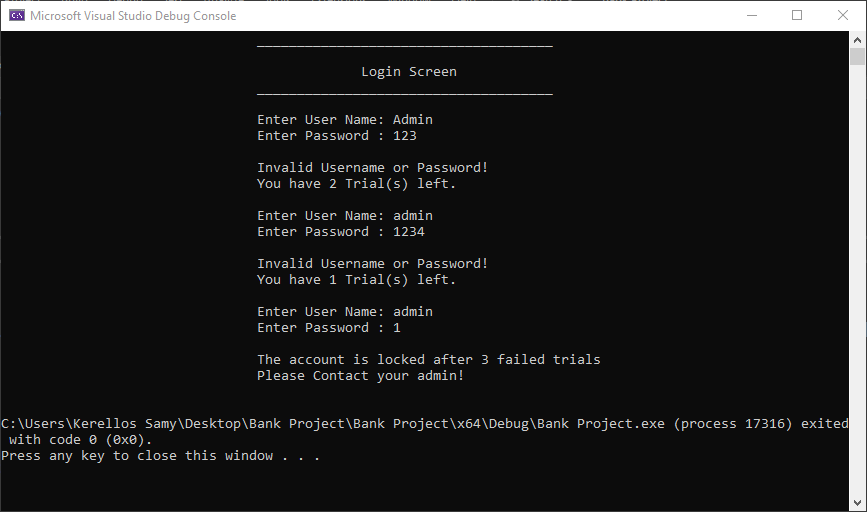 Microsoft Visual Studio Debug Console
Login Screen
Enter User Name: Admin
Enter Password : 123
Invalid Username or Password!
You have 2 Trial(s) left.
Enter User Name: admin
Enter Password : 1234
Invalid Username or Password!
You have 1 Trial(s) left.
Enter User Name: admin
Enter Password : 1
The account is locked after 3 failed trials
Please Contact your admin!
C:\Users\Kerellos Samy\Desktop\Bank Project\Bank Project\x64\Debug\Bank Project.exe (process 17316) exited
with code 0 (0x0).
Press any key to close this window . . .